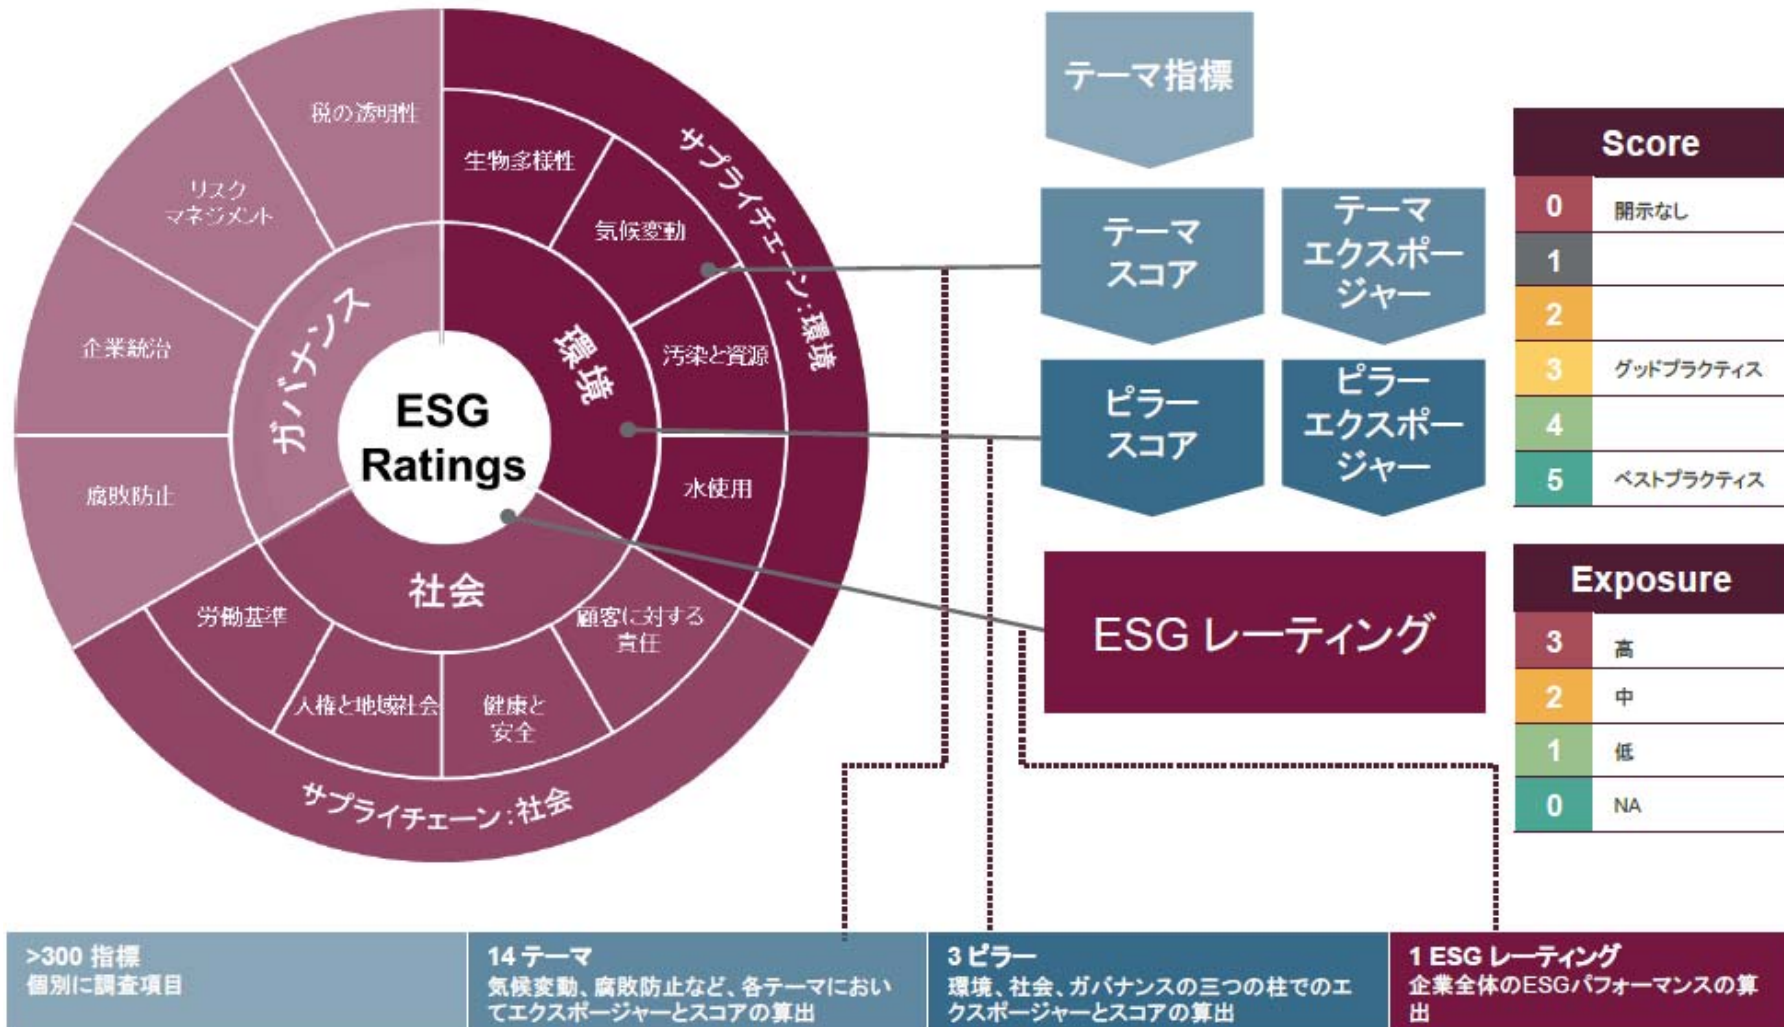 税の透明性
リスク
マネジメント
企業統治
腐敗防止
ガバメンス
生物多様性
気候変動
汚染と資源
水使用
環境
サプライチェーン:環境
ESG
Ratings
社会
労働基準
人権と地域社会
健康と
安全
顧客に対する
責任
サプライチェーン:社会
テーマ指標
テーマ
スコア
テーマ
エクスポー
ジャー
ピラー
スコア
ピラー
エクスポー
ジャー
ESG レーティング
Score
0 開示なし
1
2
3 グッドプラクティス
4
5 ベストプラクティス
Exposure
3 高
2 中
1 低
0 NA
>300 指標
個別に調査項目
14 テーマ
気候変動、腐敗防止など、各テーマにおい
てエクスポージャーとスコアの算出
3 ピラー
環境、社会、ガバナンスの三つの柱でのエ
クスポージャーとスコアの算出
1 ESG レーティング
企業全体のESGパフォーマンスの算
出